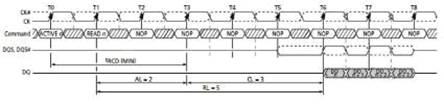 T0 T1 T2 T3 T4 T5 T6 T7 T8
CK#
CK
Command ACTIVE n READ n NOP NOP NOP NOP NOP NOP NOP
tRCD (MIN)
DQS, DQS#
DQ
AL = 2 CL = 3
RL = 5